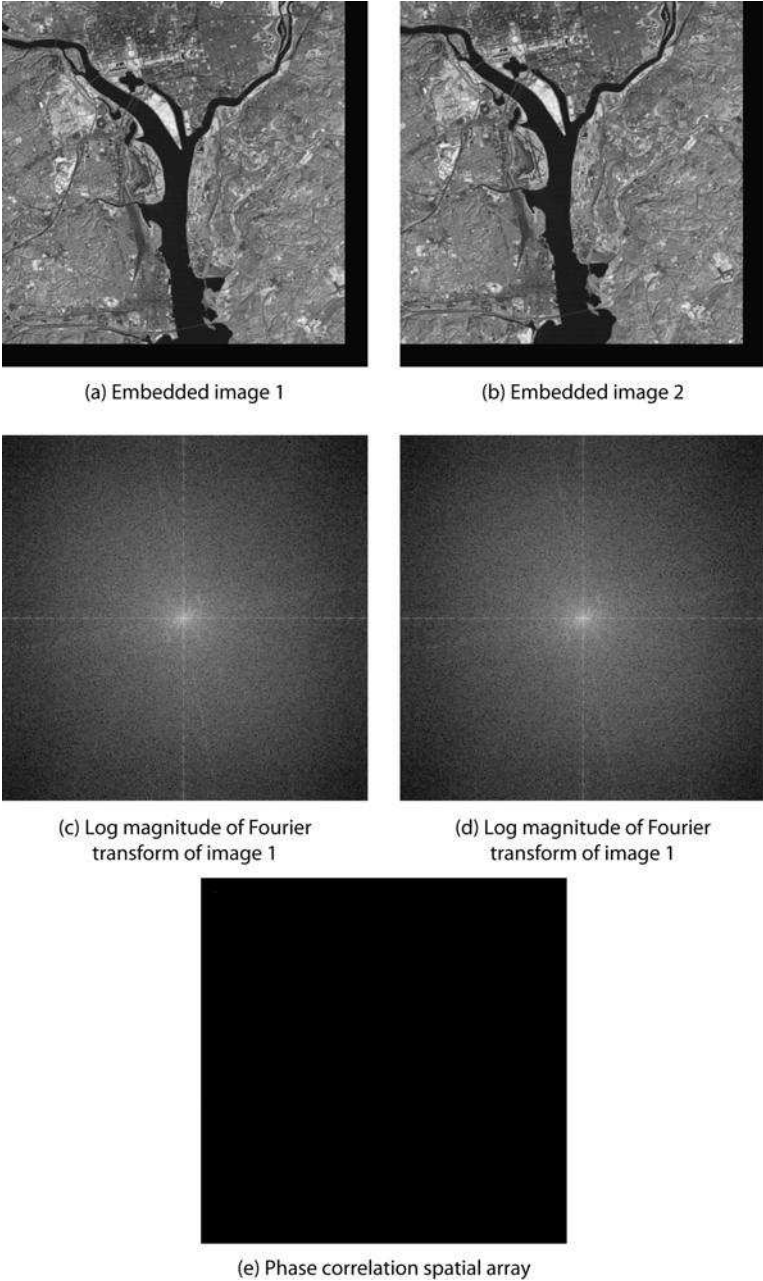 (a) Embedded image 1
(b) Embedded image 2
(c) Log magnitude of Fourier
transform of image 1
(d) Log magnitude of Fourier
transform of image 1
(e) Phase correlation spatial array